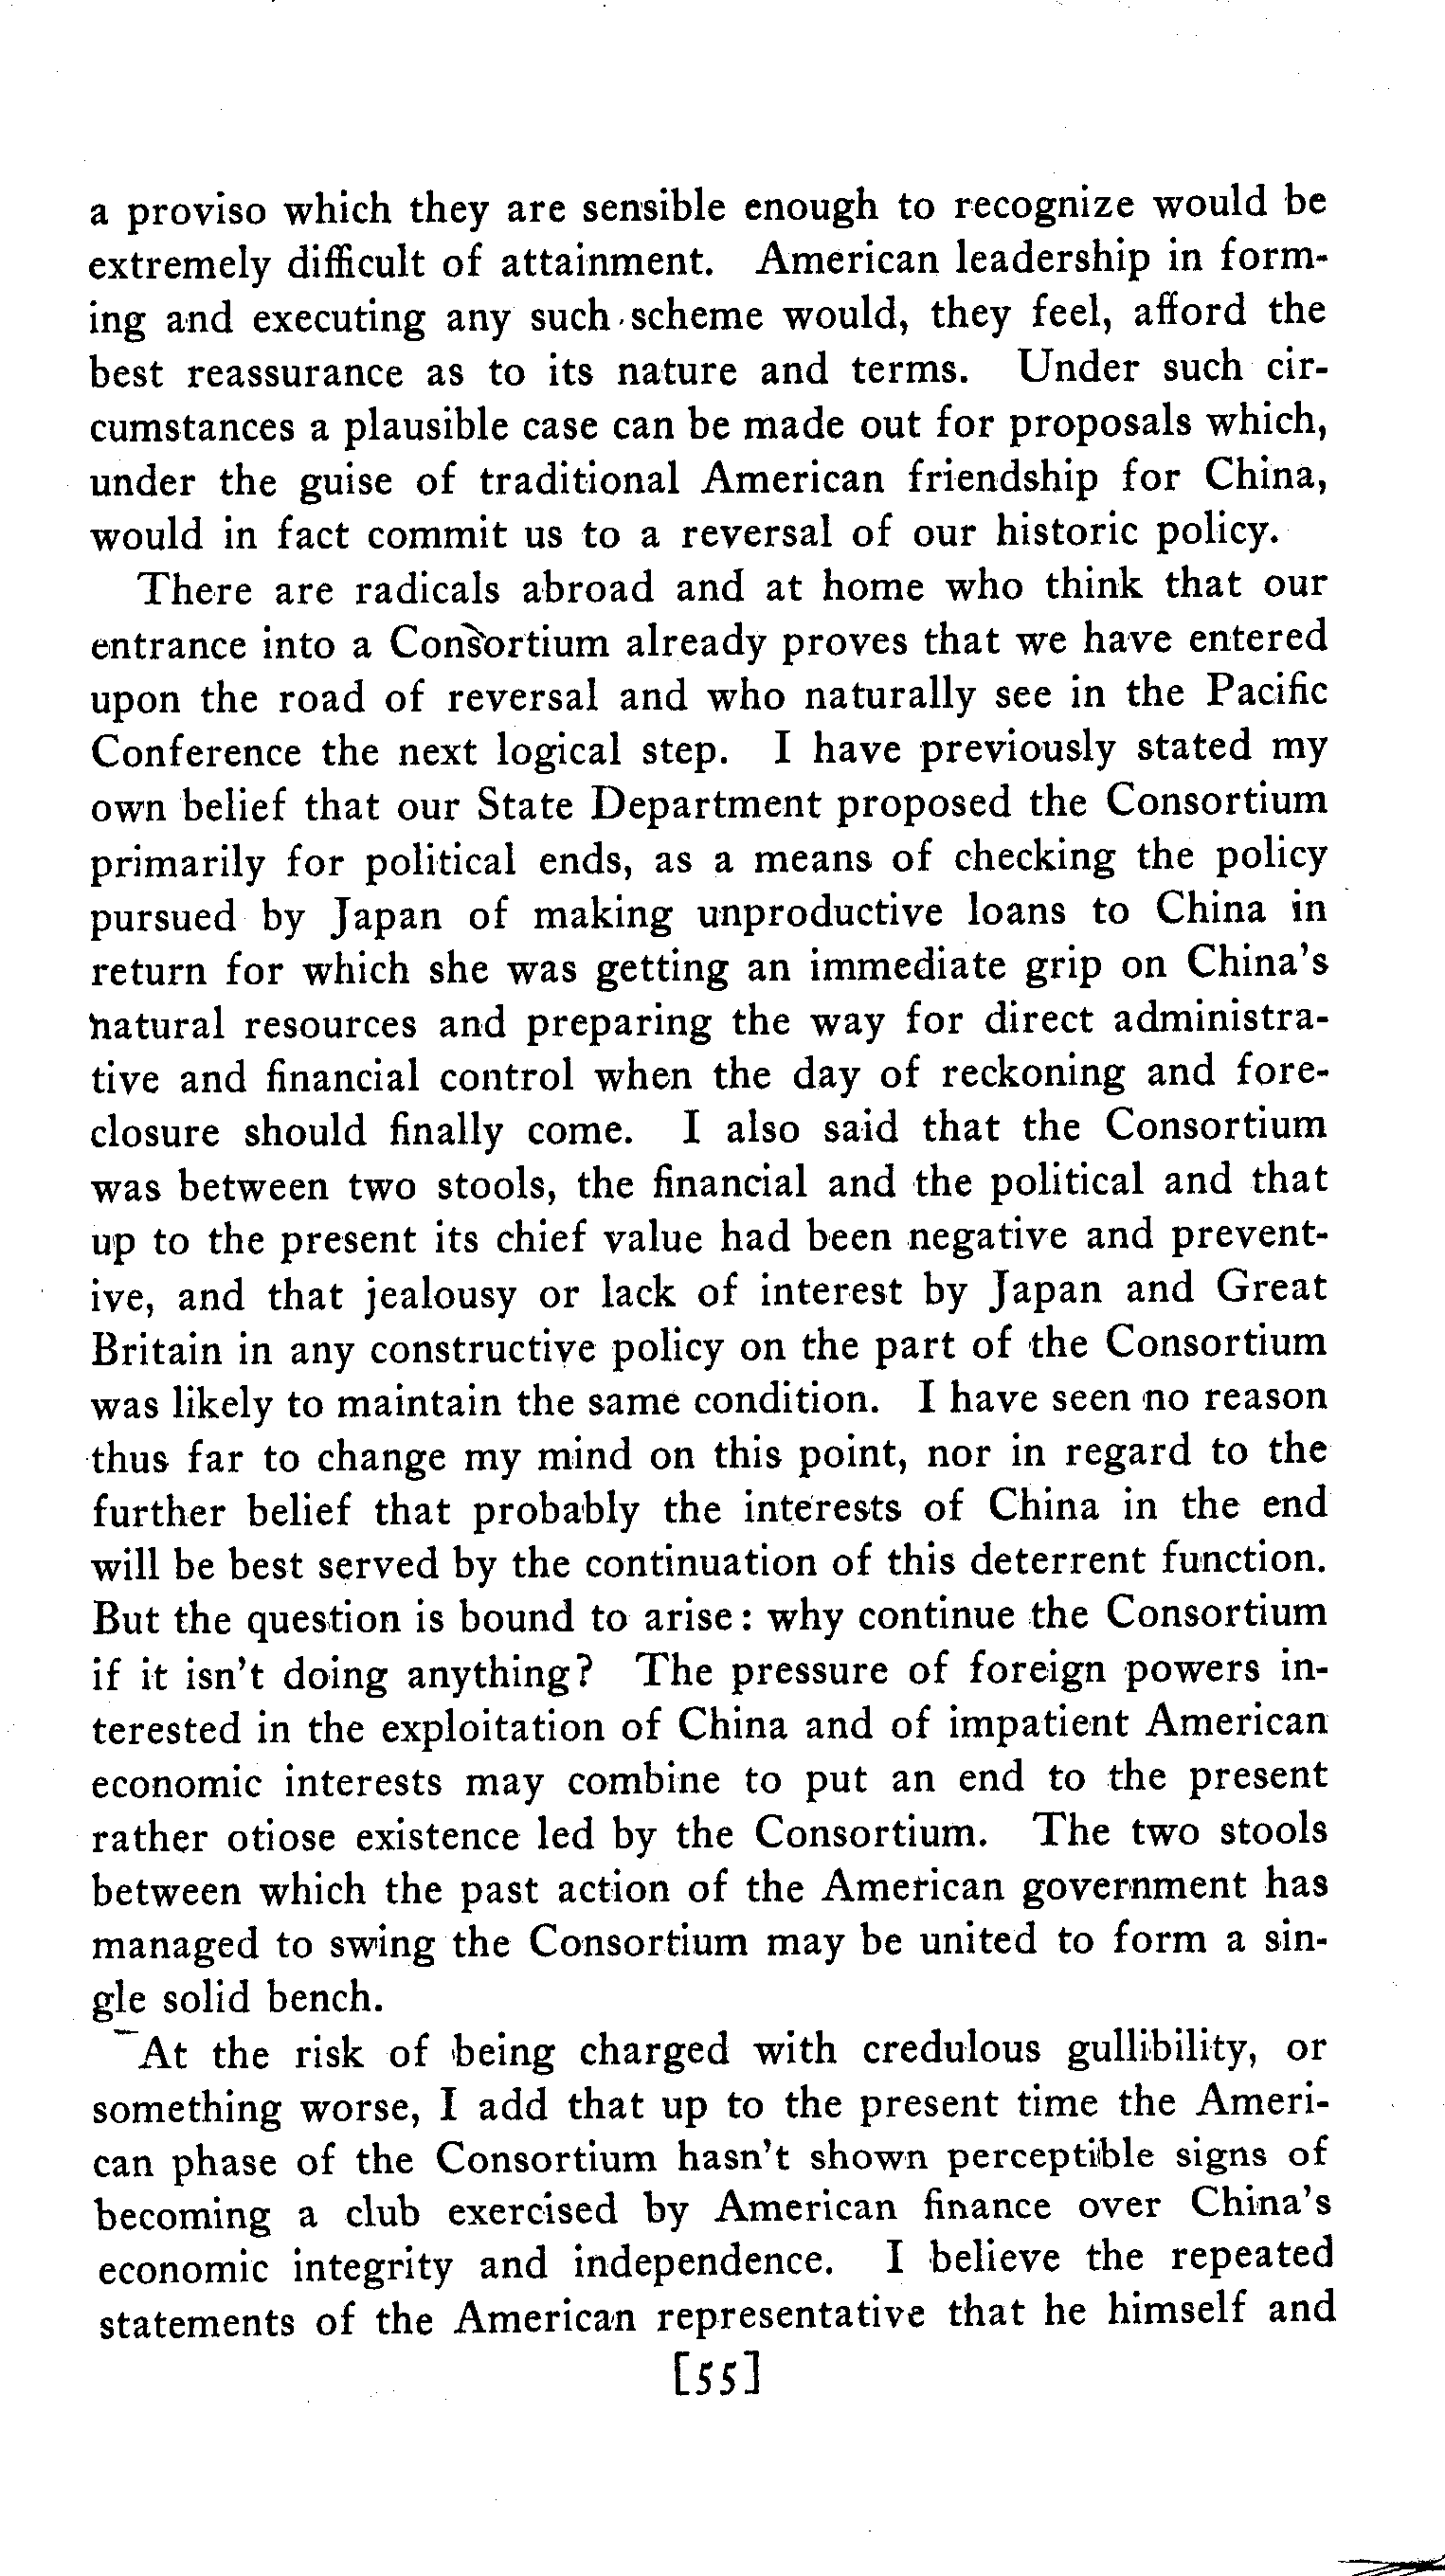 a proviso which they are sensible enough to recognize would be
extremely difficult of attainment. American leadership in form-
ing and executing any such scheme would, they feel, afford the
best reassurance as to its nature and terms. Under such cir-
cumstances a plausible case can be made out for proposals which,
under the guise of traditional American friendship for China,
would in fact commit us to a reversal of our historic policy.
There are radicals abroad and at home who think that our
entrance into a Consortium already proves that we have entered
upon the road of reversal and who naturally see in the Pacific
Conference the next logical step. I have previously stated my
own belief that our State Department proposed the Consortium
primarily for political ends, as a means of checking the policy
pursued by Japan of making unproductive loans to China in
return for which she was getting an immediate grip on China's
natural resources and preparing the way for direct administra-
tive and financial control when the day of reckoning and fore-
closure should finally come. I also said that the Consortium
was between two stools, the financial and the political and that
up to the present its chief value had been negative and prevent-
ive, and that jealousy or lack of interest by Japan and Great
Britain in any constructive policy on the part of the Consortium
was likely to maintain the same condition. I have seen no reason
thus far to change my mind on this point, nor in regard to the
further belief that probably the interests of China in the end
will be best served by the continuation of this deterrent function.
But the question is bound to arise: why continue the Consortium
if it isn't doing anything? The pressure of foreign powers in-
terested in the exploitation of China and of impatient American
economic interests may combine to put an end to the present
rather otiose existence led by the Consortium. The two stools
between which the past action of the American government has
managed to swing the Consortium may be united to form a sin-
gle solid bench.
At the risk of being charged with credulous gullibility, or
something worse, I add that up to the present time the Ameri-
can phase of the Consortium hasn't shown perceptible signs of
becoming a club exercised by American finance over China's
economic integrity and independence. I believe the repeated
statements of the American representative that he himself and
[55]